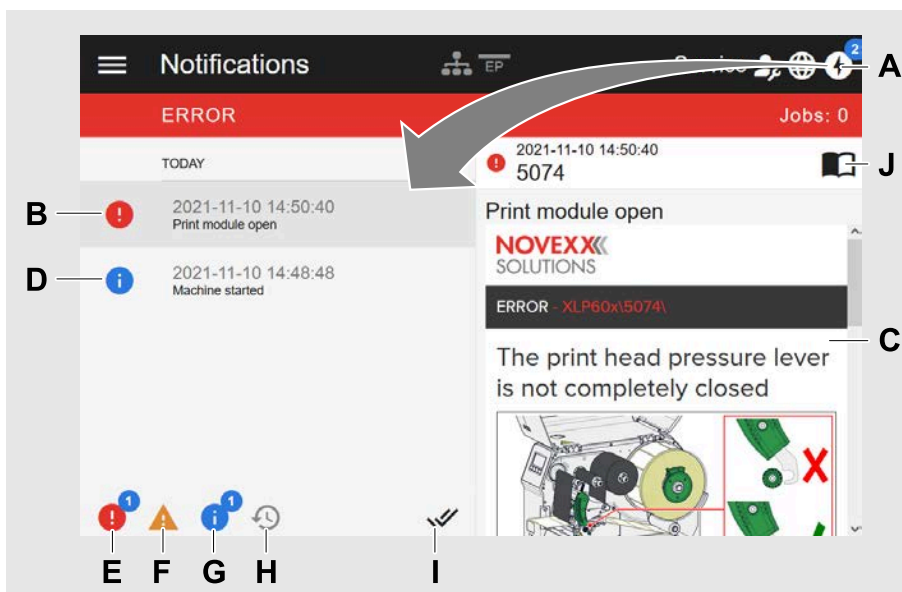 Notifications
EP
2
A
ERROR
Jobs: 0
TODAY
2021-11-10 14:50:40
5074
J
B
2021-11-10 14:50:40
Print module open
Print module open
NOVEXX
SOLUTIONS
D
2021-11-10 14:48:48
Machine started
ERROR - XLP60x\5074\
C
The print head pressure lever
is not completely closed
1
1
E
F
G
H
I